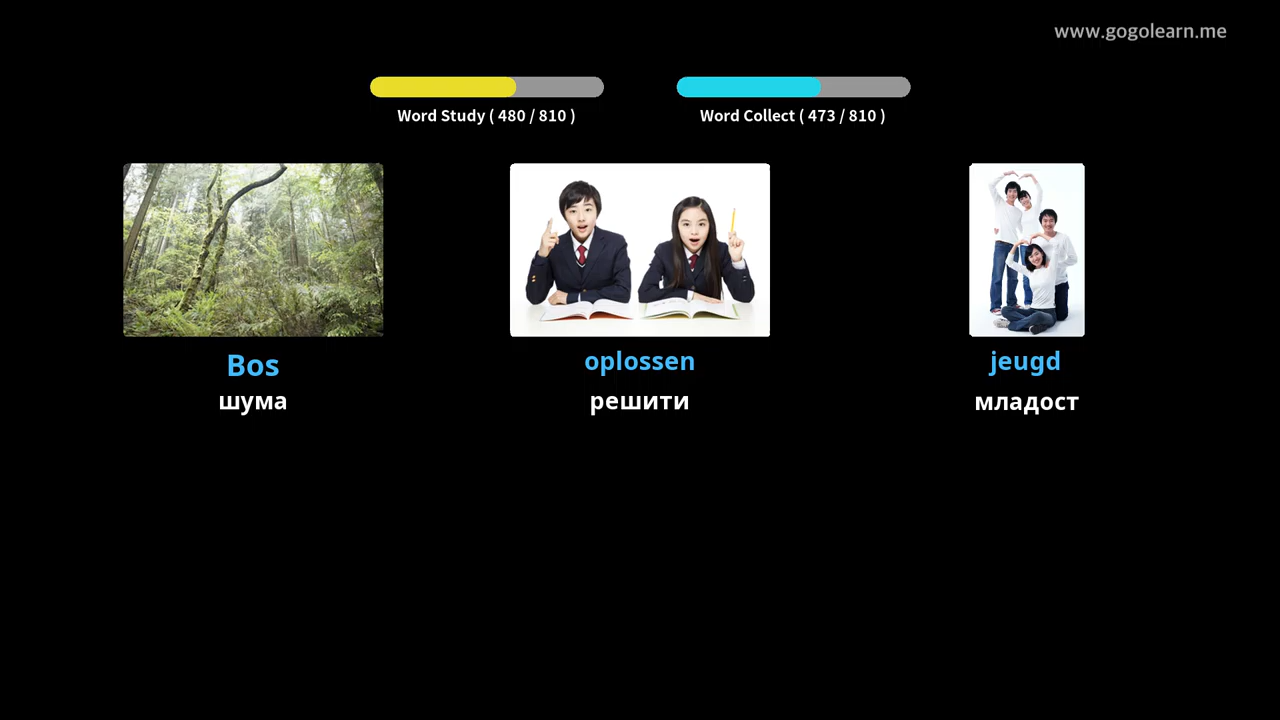 www.gogolearn.me
Word Study ( 480 / 810 )
Word Collect ( 473 / 810 )
Bos
шума
oplossen
решити
jeugd
младост